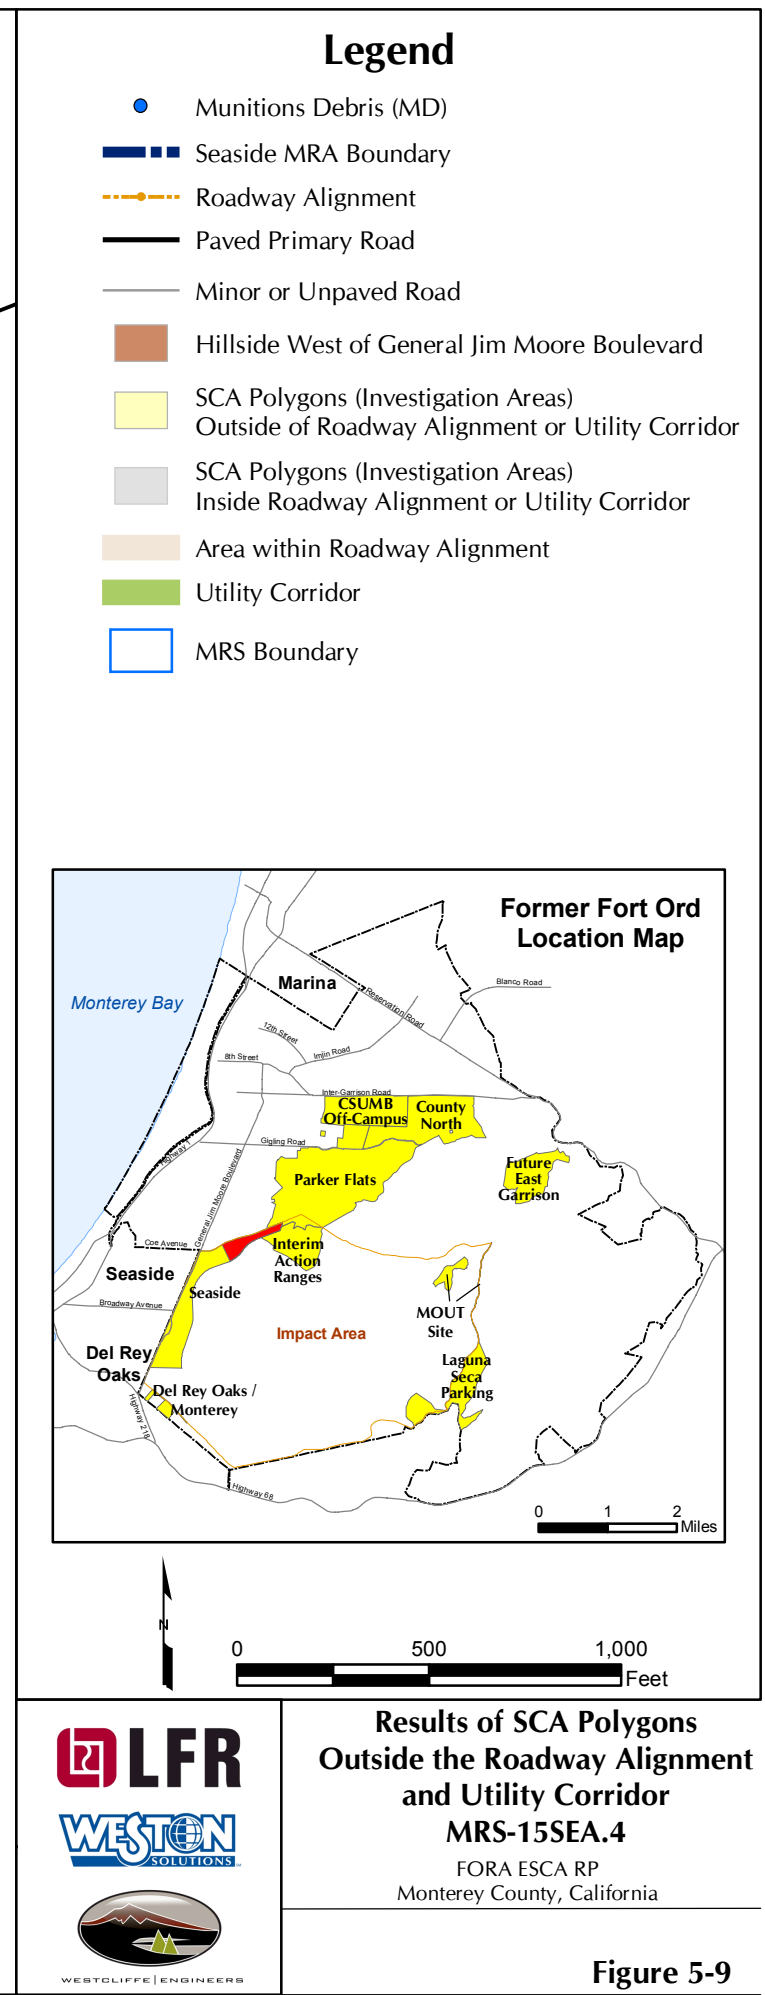 Legend
Munitions Debris (MD)
Seaside MRA Boundary
Roadway Alignment
Paved Primary Road
Minor or Unpaved Road
Hillside West of General Jim Moore Boulevard
SCA Polygons (Investigation Areas)
Outside of Roadway Alignment or Utility Corridor
SCA Polygons (Investigation Areas)
Inside Roadway Alignment or Utility Corridor
Area within Roadway Alignment
Utility Corridor
MRS Boundary
Former Fort Ord
Location Map
Marina
Monterey Bay
Blanco Road
Reservation Road
12th Street
Imjin Road
8th Street
Inter-Garrison Road
CSUMB
Off-Campus
County
North
Gigling Road
Highway 1
General Jim Moore Boulevard
Parker Flats
Future
East
Garrison
Coe Avenue
Interim
Action
Ranges
Seaside
Seaside
Broadway Avenue
MOUT
Site
Impact Area
Del Rey
Oaks
Laguna
Seca
Parking
Del Rey Oaks /
Monterey
Highway 218
Highway 68
0 1 2
Miles
N
0 500 1,000
Feet
LFR
WESTON
SOLUTIONS
WESTCLIFFE | ENGINEERS
Results of SCA Polygons
Outside the Roadway Alignment
and Utility Corridor
MRS-15SEA.4
FORA ESCA RP
Monterey County, California
Figure 5-9